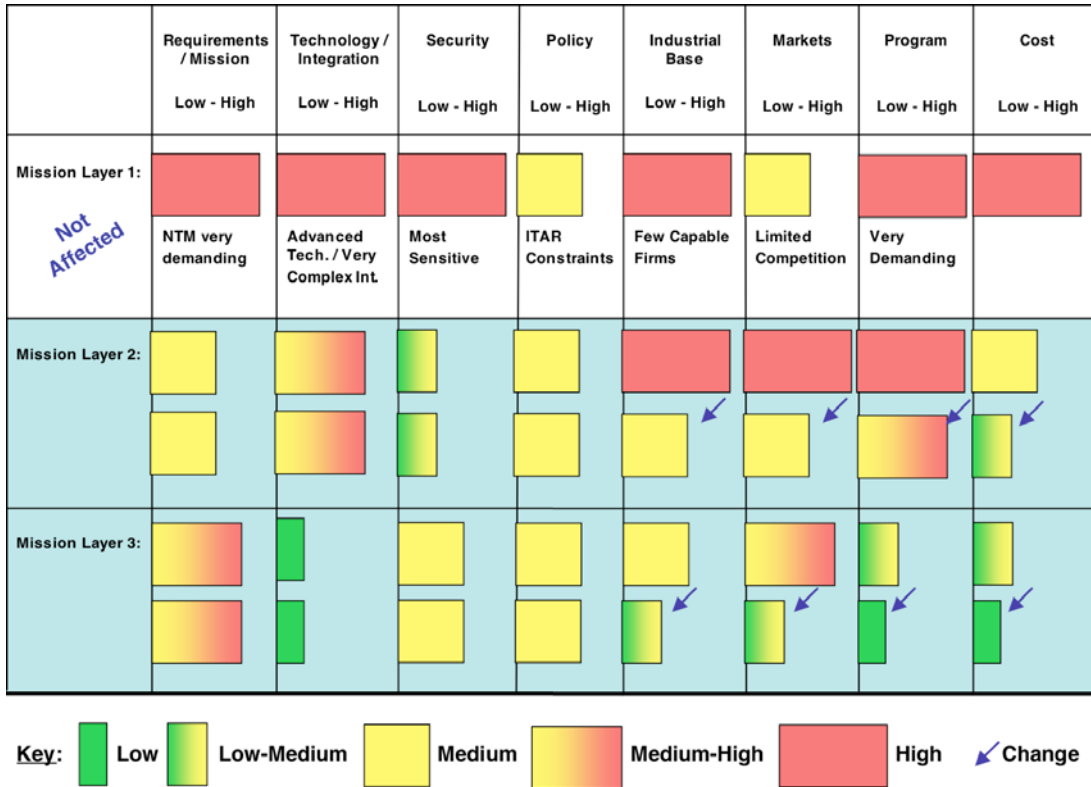 Requirements / Mission
Low - High
Technology / Integration
Low - High
Security
Low - High
Policy
Low - High
Industrial Base
Low - High
Markets
Low - High
Program
Low - High
Cost
Low - High
Mission Layer 1:
Not Affected
NTM very demanding
Advanced Tech. / Very Complex Int.
Most Sensitive
ITAR Constraints
Few Capable Firms
Limited Competition
Very Demanding
Mission Layer 2:
Mission Layer 3:
Key: Low Low-Medium Medium Medium-High High Change